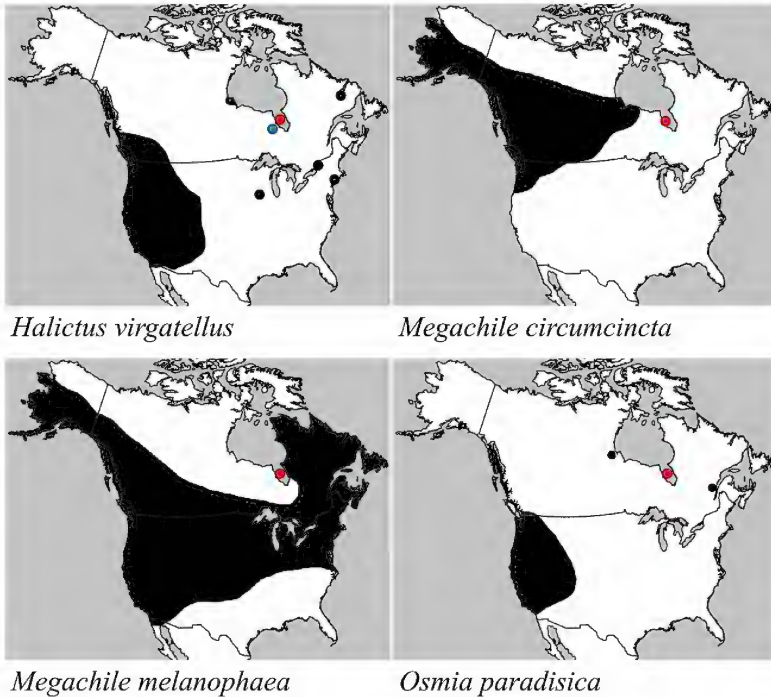 Halictus virgatellus
Megachile circumcincta
Megachile melanophaea
Osmia paradisica